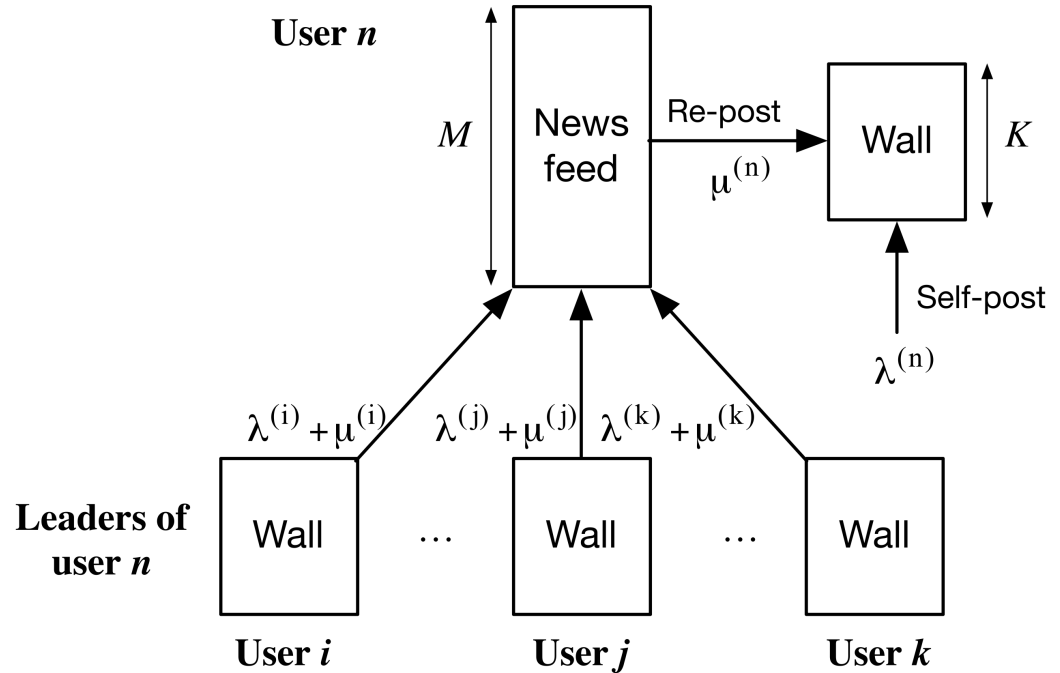 User n
M
News
feed
Re-post
μ(n)
Wall
K
Self-post
λ(n)
λ(i) + μ(i)
λ(j) + μ(j)
λ(k) + μ(k)
Leaders of
user n
Wall
...
Wall
...
Wall
User i
User j
User k